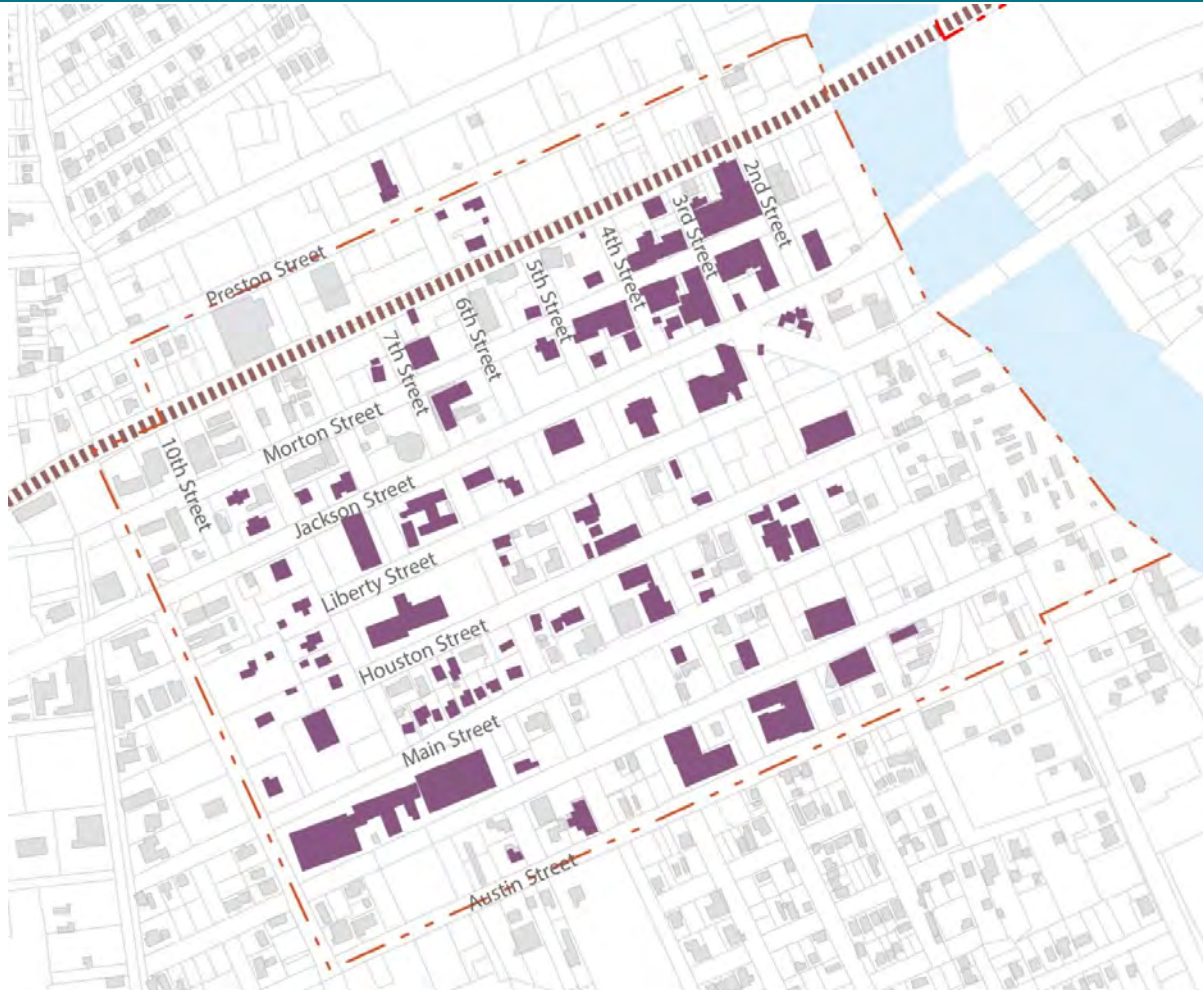 2nd Street
3rd Street
4th Street
Preston Street
5th Street
6th Street
7th Street
Morton Street
10th Street
Jackson Street
Liberty Street
Houston Street
Main Street
Austin Street